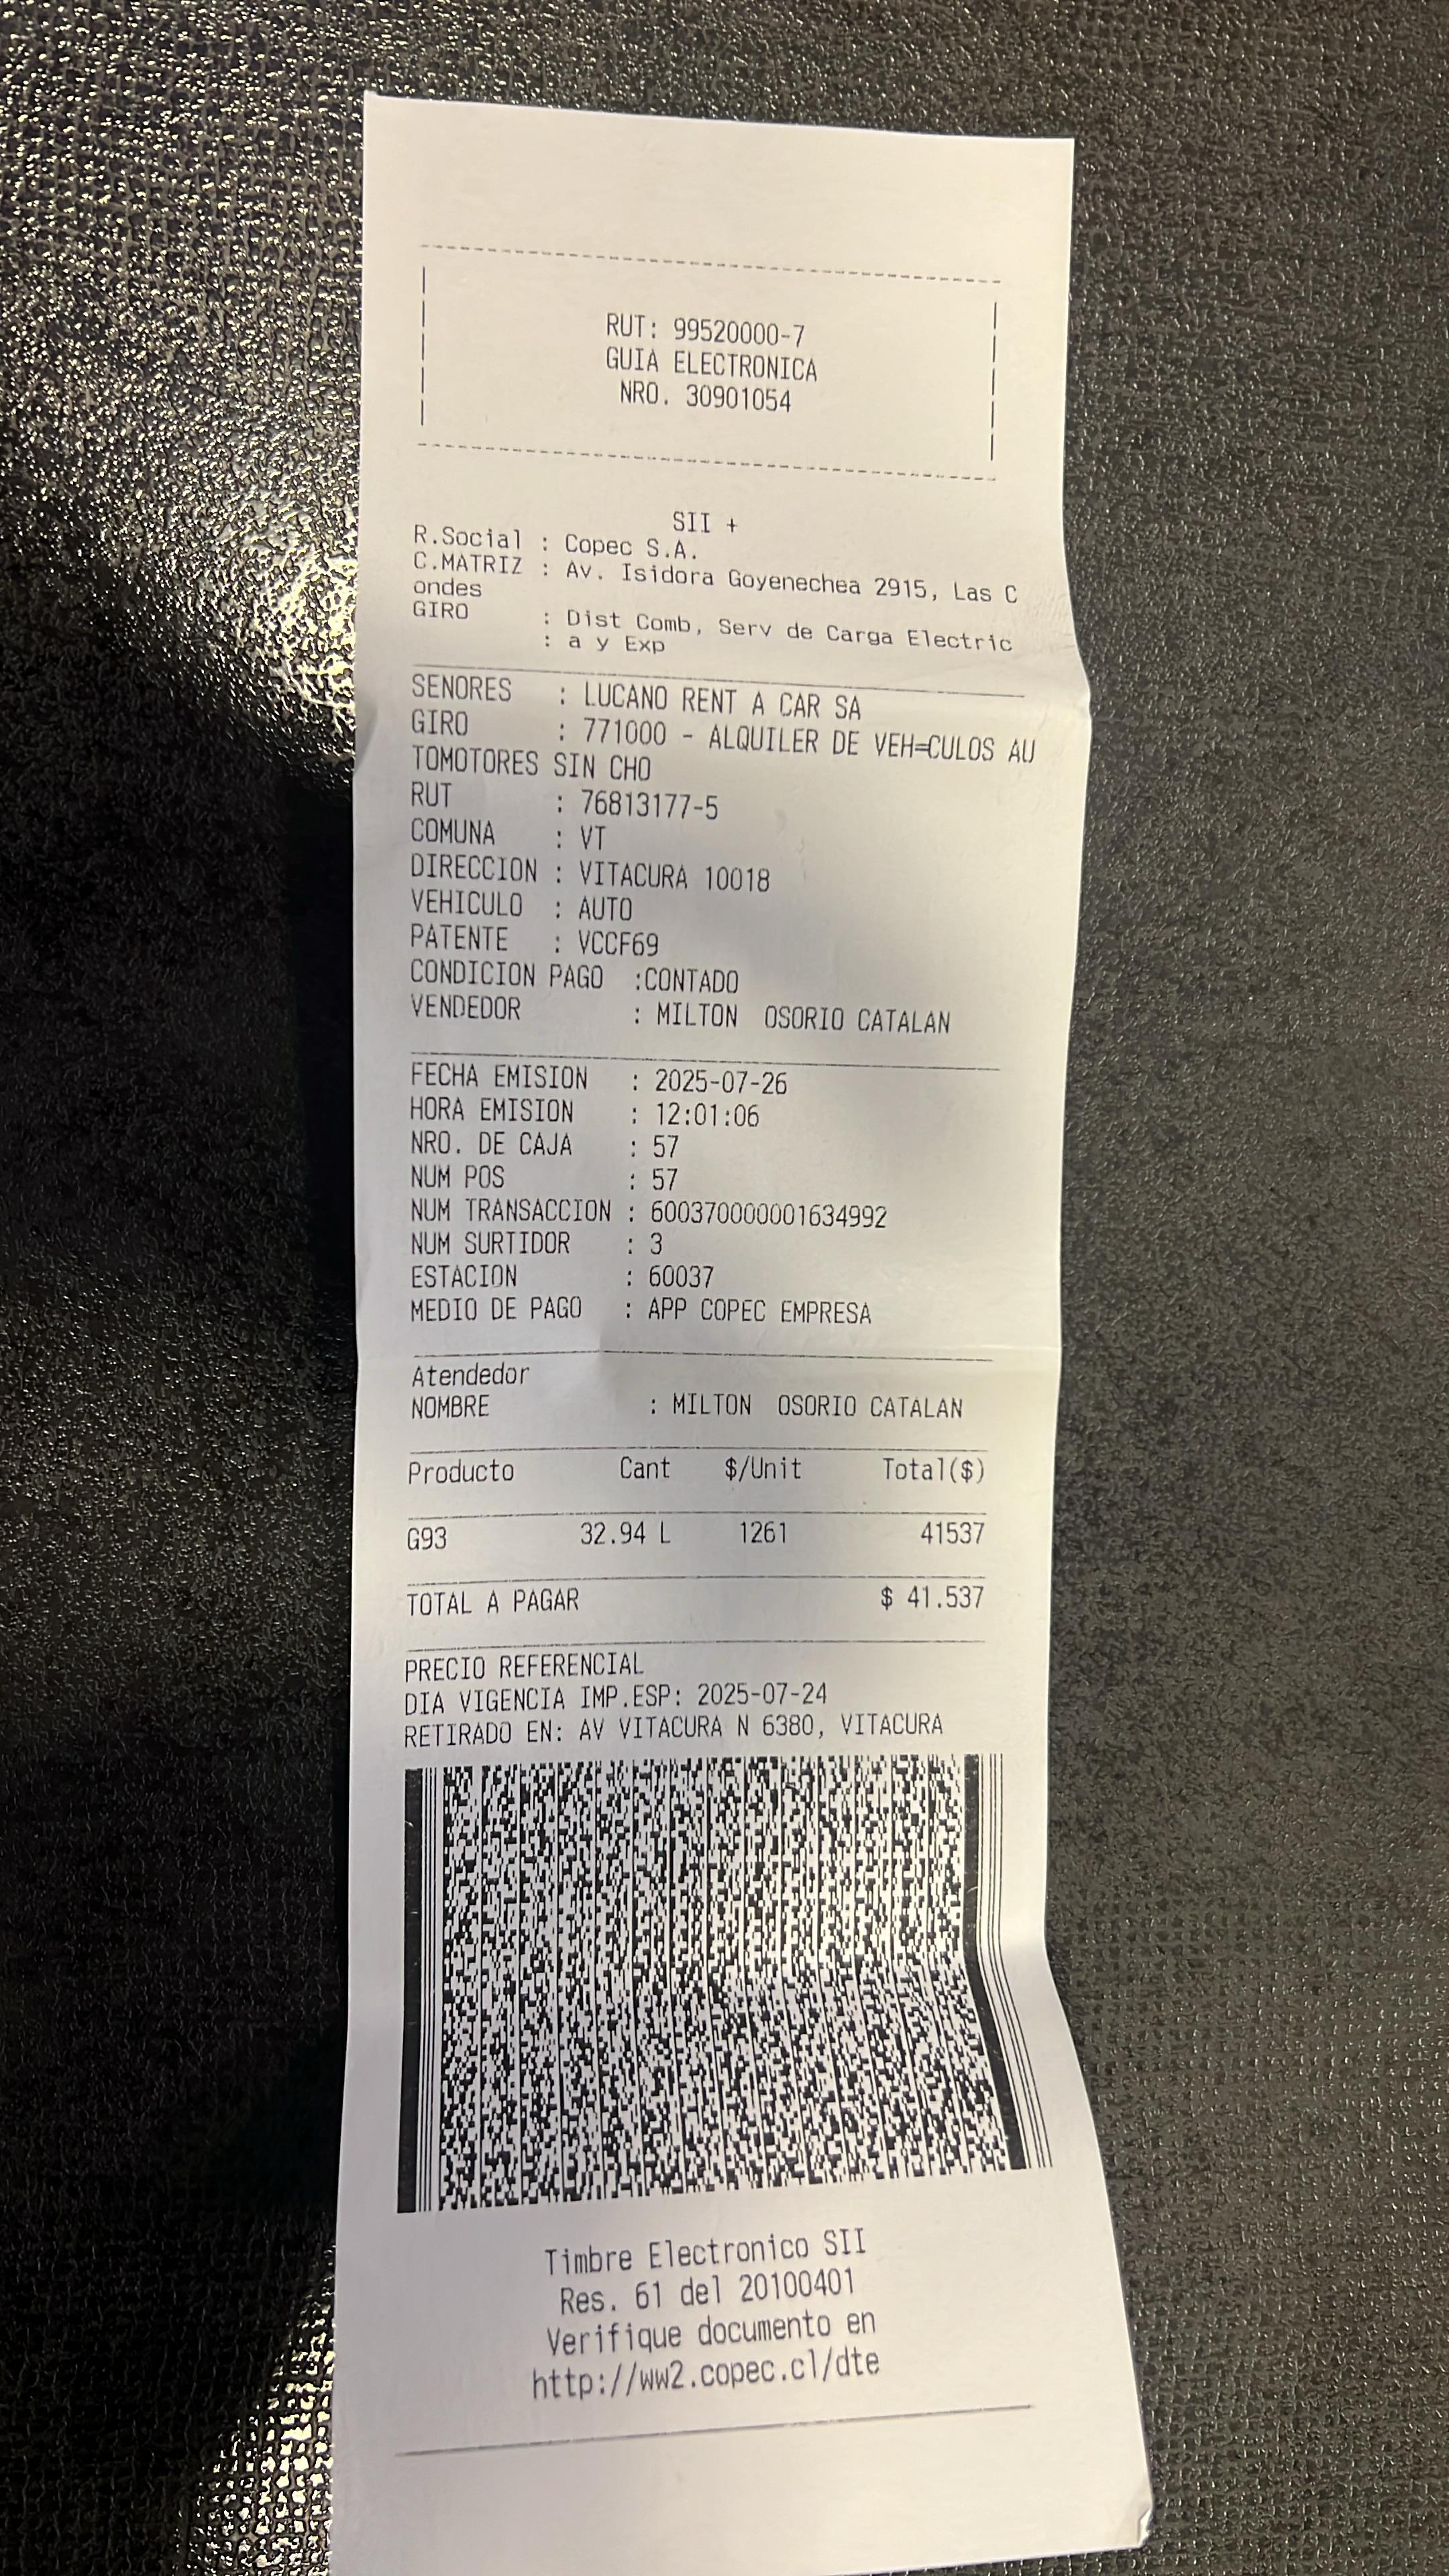 RUT: 99520000-7
GUIA ELECTRONICA
NRO. 30901054
SII +
R.Social : Copec S.A.
C.MATRIZ : Av. Isidora Goyenechea 2915, Las C
ondes
GIRO : Dist Comb, Serv de Carga Electric
: a y Exp
SENORES : LUCANO RENT A CAR SA
GIRO : 771000 - ALQUILER DE VEH=CULOS AU
TOMOTORES SIN CHO
RUT : 76813177-5
COMUNA : VT
DIRECCION : VITACURA 10018
VEHICULO : AUTO
PATENTE : VCCF69
CONDICION PAGO :CONTADO
VENDEDOR : MILTON OSORIO CATALAN
FECHA EMISION : 2025-07-26
HORA EMISION : 12:01:06
NRO. DE CAJA : 57
NUM POS : 57
NUM TRANSACCION : 600370000001634992
NUM SURTIDOR : 3
ESTACION : 60037
MEDIO DE PAGO : APP COPEC EMPRESA
Atendedor
NOMBRE : MILTON OSORIO CATALAN
Producto Cant $/Unit Total($)
G93 32.94 L 1261 41537
TOTAL A PAGAR $ 41.537
PRECIO REFERENCIAL
DIA VIGENCIA IMP.ESP: 2025-07-24
RETIRADO EN: AV VITACURA N 6380, VITACURA
Timbre Electronico SII
Res. 61 del 20100401
Verifique documento en
http://ww2.copec.cl/dte